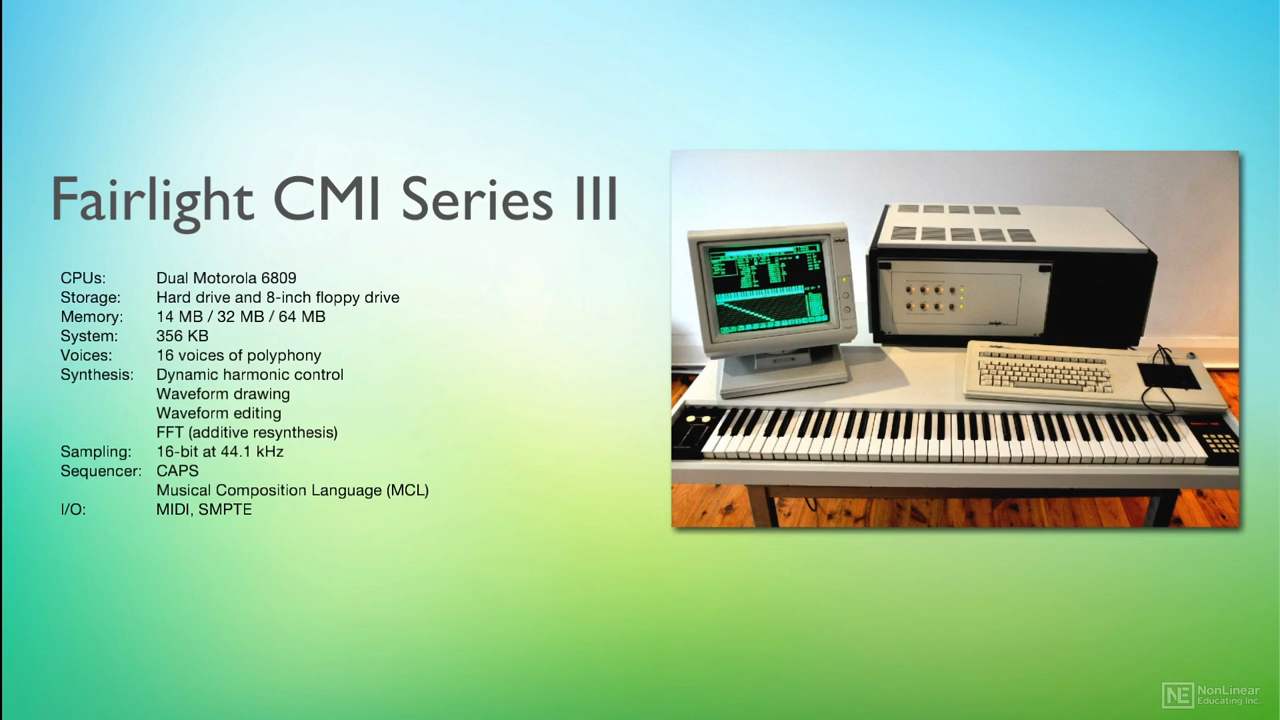 Fairlight CMI Series III
CPUs: Dual Motorola 6809
Storage: Hard drive and 8-inch floppy drive
Memory: 14 MB / 32 MB / 64 MB
System: 356 KB
Voices: 16 voices of polyphony
Synthesis: Dynamic harmonic control
Waveform drawing
Waveform editing
FFT (additive resynthesis)
Sampling: 16-bit at 44.1 kHz
Sequencer: CAPS
Musical Composition Language (MCL)
I/O: MIDI, SMPTE
NE NonLinear
Educating Inc.